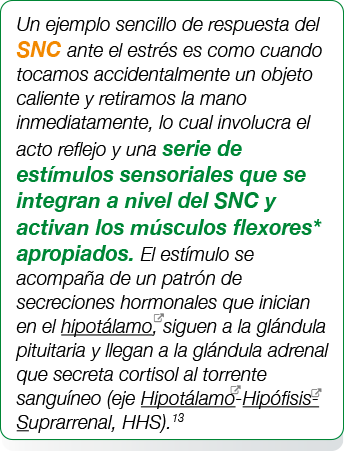 Un ejemplo sencillo de respuesta del
SNC ante el estrés es como cuando
tocamos accidentalmente un objeto
caliente y retiramos la mano
inmediatamente, lo cual involucra el
acto reflejo y una serie de
estímulos sensoriales que se
integran a nivel del SNC y
activan los músculos flexores*
apropiados. El estímulo se
acompaña de un patrón de
secreciones hormonales que inician
en el hipotálamo, siguen a la glándula
pituitaria y llegan a la glándula adrenal
que secreta cortisol al torrente
sanguíneo (eje Hipotálamo-Hipófisis-
Suprarrenal, HHS).¹³